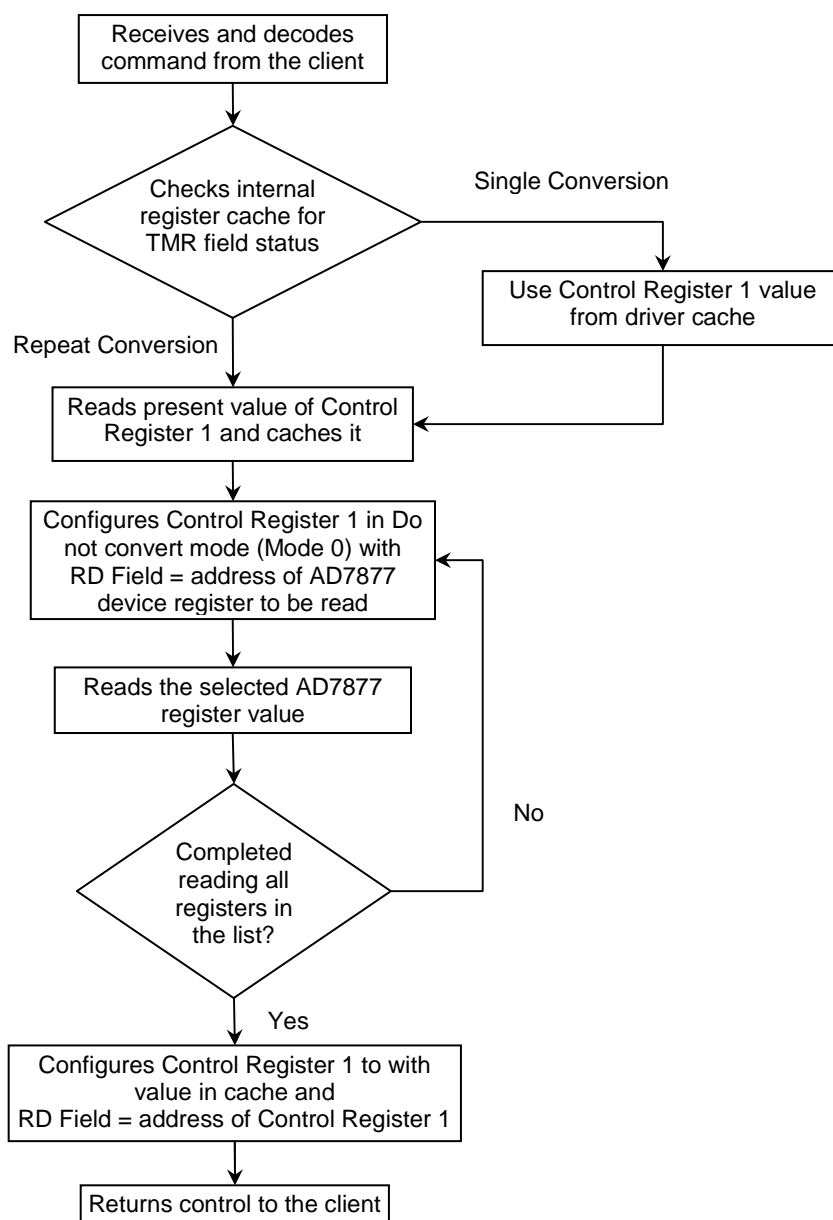 Receives and decodes
command from the client
Checks internal
register cache for
TMR field status
Single Conversion
Use Control Register 1 value
from driver cache
Repeat Conversion
Reads present value of Control
Register 1 and caches it
Configures Control Register 1 in Do
not convert mode (Mode 0) with
RD Field = address of AD7877
device register to be read
Reads the selected AD7877
register value
No
Completed
reading all
registers in
the list?
Yes
Configures Control Register 1 to with
value in cache and
RD Field = address of Control Register 1
Returns control to the client